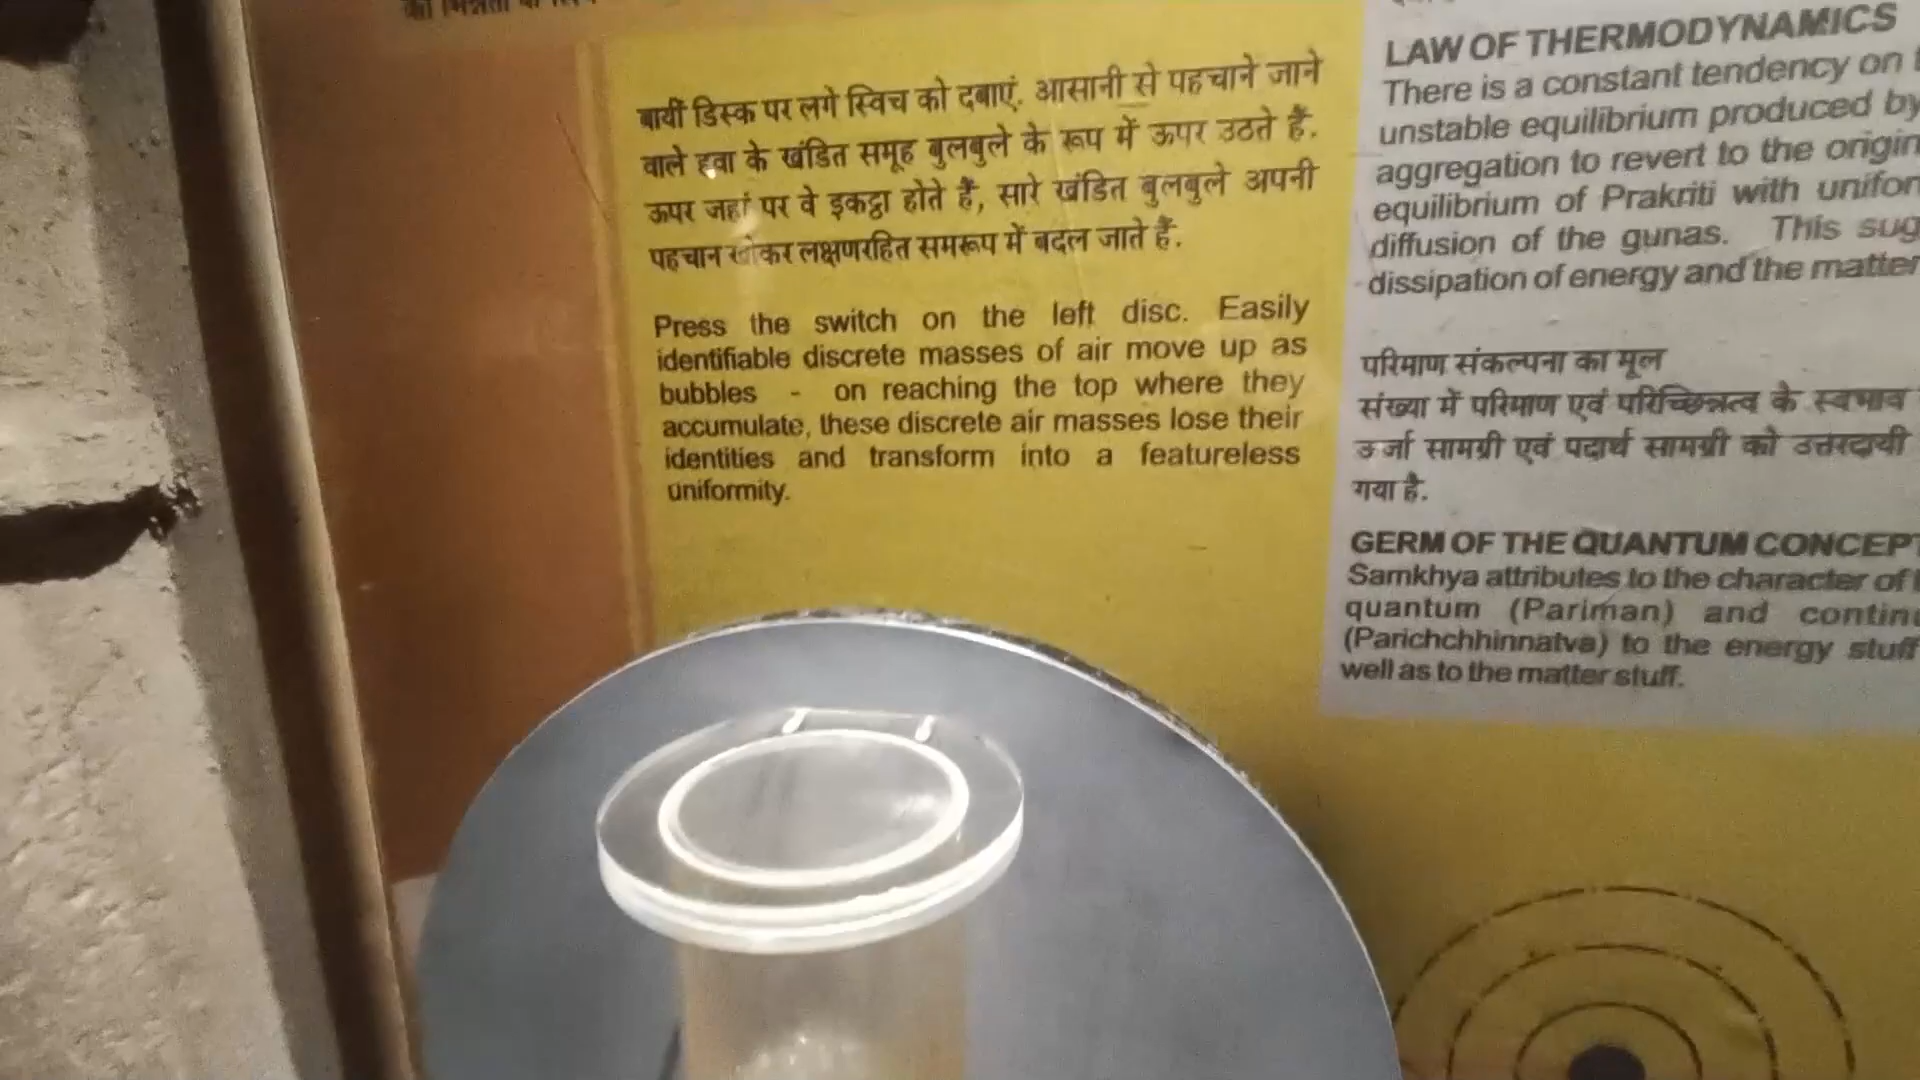 बायीं डिस्क पर लगे स्विच को दबाएं. आसानी से पहचाने जाने
वाले हवा के खंडित समूह बुलबुले के रूप में ऊपर उठते हैं.
ऊपर जहां पर वे इकट्ठा होते हैं, सारे खंडित बुलबुले अपनी
पहचान खोकर लक्षणरहित समरूप में बदल जाते हैं.
Press the switch on the left disc. Easily
identifiable discrete masses of air move up as
bubbles - on reaching the top where they
accumulate, these discrete air masses lose their
identities and transform into a featureless
uniformity.
LAW OF THERMODYNAMICS
There is a constant tendency on
unstable equilibrium produced by
aggregation to revert to the
equilibrium of Prakriti with
diffusion of the gunas. This
dissipation of energy and the matter
परिमाण संकल्पना का मूल
संख्या में परिमाण एवं परिच्छिन्नत्व के स्वभाव
उर्जा सामग्री एवं पदार्थ सामग्री को उत्तरदायी
गया है.
GERM OF THE QUANTUM CONCEPT
Samkhya attributes to the character of
quantum (Pariman) and
(Parichchhinnatva) to the energy stuff
well as to the matter stuff.